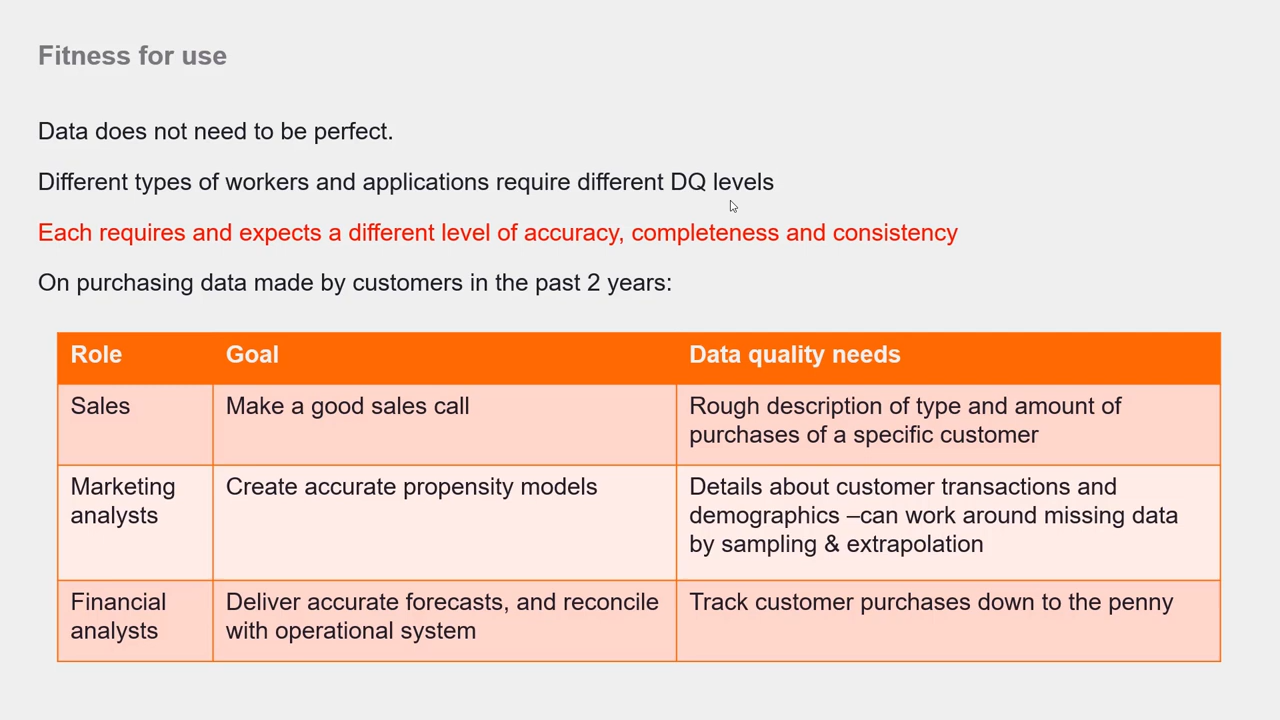 Fitness for use
Data does not need to be perfect.
Different types of workers and applications require different DQ levels
Each requires and expects a different level of accuracy, completeness and consistency
On purchasing data made by customers in the past 2 years:
Role Goal Data quality needs
Sales Make a good sales call Rough description of type and amount of
purchases of a specific customer
Marketing Create accurate propensity models Details about customer transactions and
analysts demographics –can work around missing data
by sampling & extrapolation
Financial Deliver accurate forecasts, and reconcile Track customer purchases down to the penny
analysts with operational system